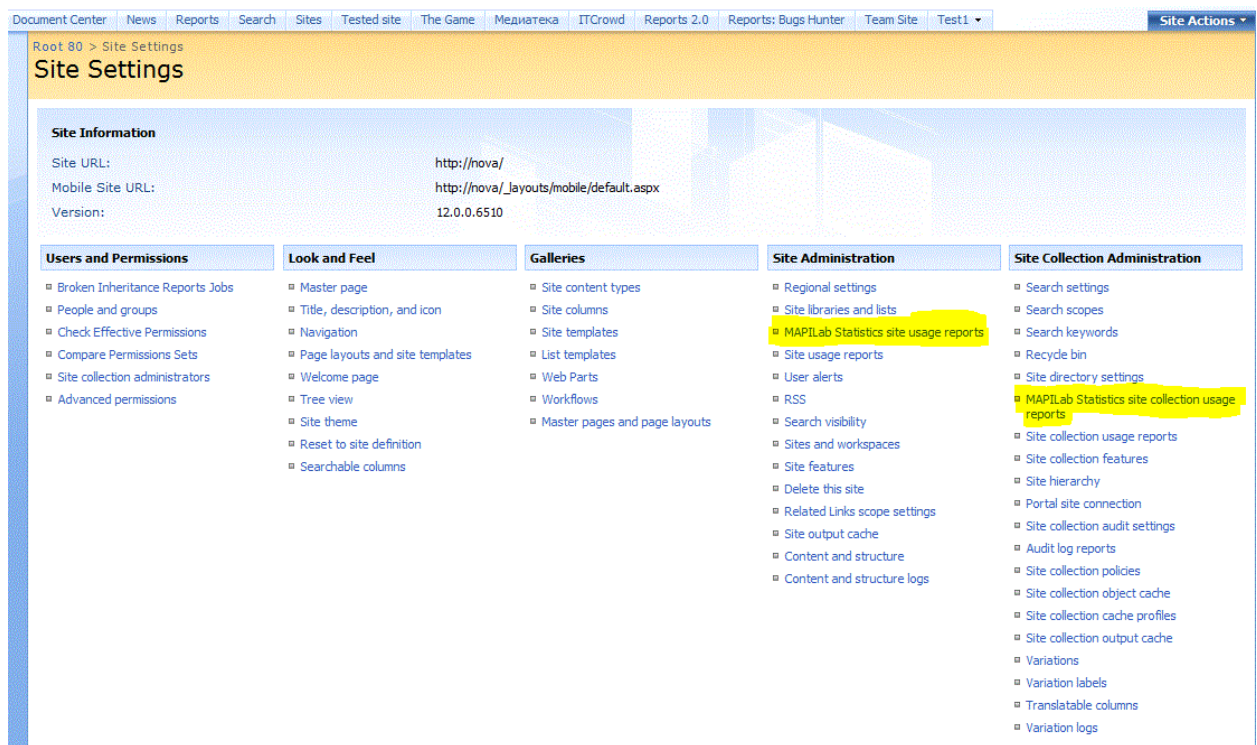 Document Center News Reports Search Sites Tested site The Game Медиатека ITCrowd Reports 2.0 Reports: Bugs Hunter Team Site Test1 Site Actions
Root 80 > Site Settings
Site Settings
Site Information
Site URL: http://nova/
Mobile Site URL: http://nova/_layouts/mobile/default.aspx
Version: 12.0.0.6510
Users and Permissions
Broken Inheritance Reports Jobs
People and groups
Check Effective Permissions
Compare Permissions Sets
Site collection administrators
Advanced permissions
Look and Feel
Master page
Title, description, and icon
Navigation
Page layouts and site templates
Welcome page
Tree view
Site theme
Reset to site definition
Searchable columns
Galleries
Site content types
Site columns
Site templates
List templates
Web Parts
Workflows
Master pages and page layouts
Site Administration
Regional settings
Site libraries and lists
MAPILab Statistics site usage reports
Site usage reports
User alerts
RSS
Search visibility
Sites and workspaces
Site features
Delete this site
Related Links scope settings
Site output cache
Content and structure
Content and structure logs
Site Collection Administration
Search settings
Search scopes
Search keywords
Recycle bin
Site directory settings
MAPILab Statistics site collection usage
reports
Site collection usage reports
Site collection features
Site hierarchy
Portal site connection
Site collection audit settings
Audit log reports
Site collection policies
Site collection object cache
Site collection cache profiles
Site collection output cache
Variations
Variation labels
Translatable columns
Variation logs